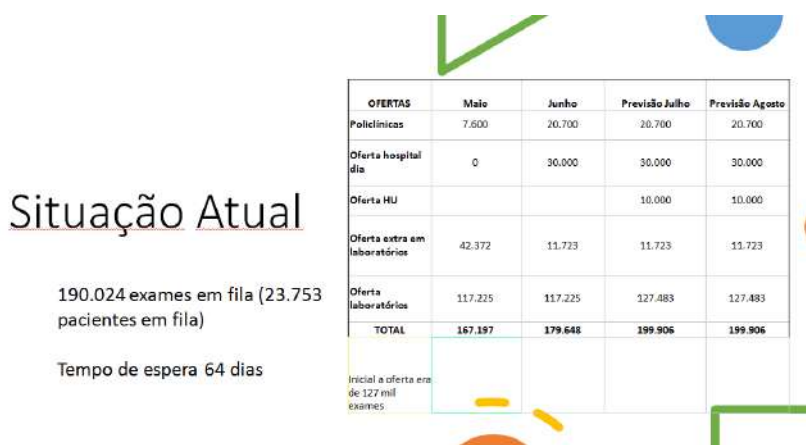 Situação Atual
190.024 exames em fila (23.753
pacientes em fila)
Tempo de espera 64 dias
OFERTAS Maio Junho Previsão Julho Previsão Agosto
Policlínicas 7.600 20.700 20.700 20.700
Oferta hospital
dia 0 30.000 30.000 30.000
Oferta HU 10.000 10.000
Oferta extra em
laboratórios 42.372 11.723 11.723 11.723
Oferta
laboratórios 117.225 117.225 127.483 127.483
TOTAL 167.197 179.648 199.906 199.906
Inicial a oferta era
de 127 mil
exames